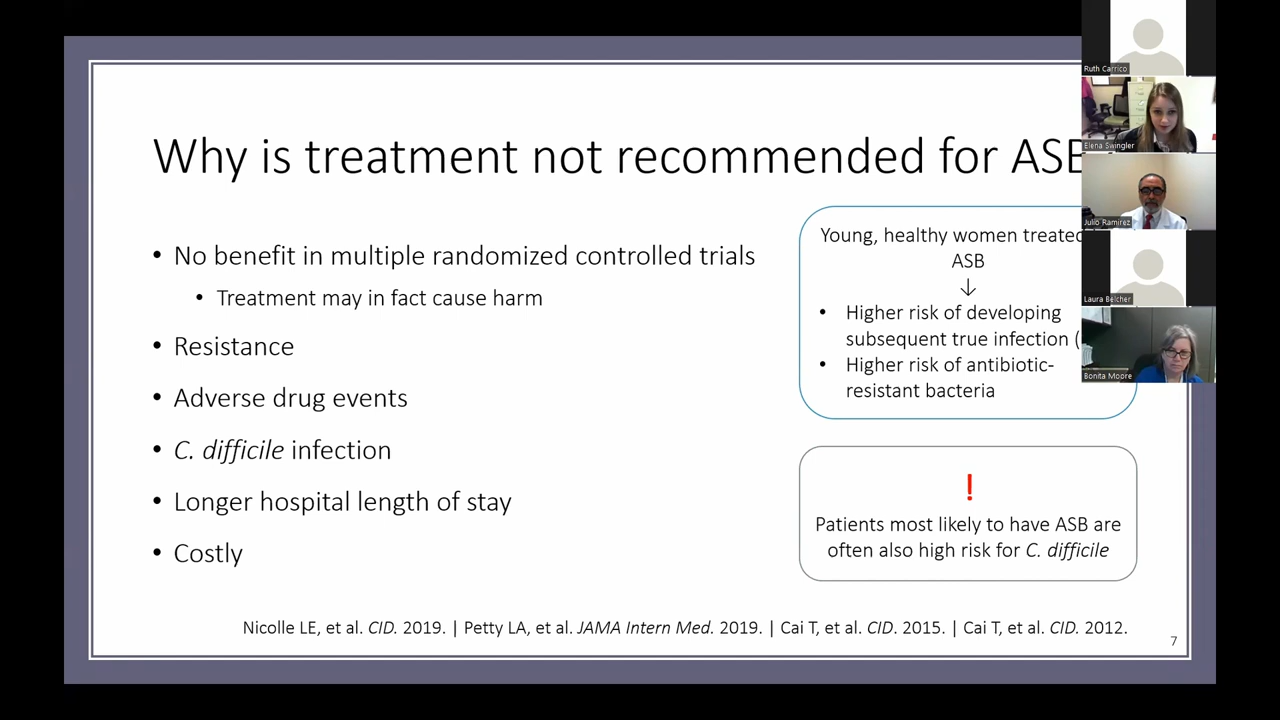 Why is treatment not recommended for ASB
• No benefit in multiple randomized controlled trials
• Treatment may in fact cause harm
• Resistance
• Adverse drug events
• C. difficile infection
• Longer hospital length of stay
• Costly
Young, healthy women treated
ASB
↓
• Higher risk of developing
subsequent true infection (
• Higher risk of antibiotic-
resistant bacteria
!
Patients most likely to have ASB are
often also high risk for C. difficile
Nicolle LE, et al. CID. 2019. | Petty LA, et al. JAMA Intern Med. 2019. | Cai T, et al. CID. 2015. | Cai T, et al. CID. 2012.
7
Ruth Carrico
Elena Swingler
Julio Ramirez
Laura Belcher
Bonita Moore